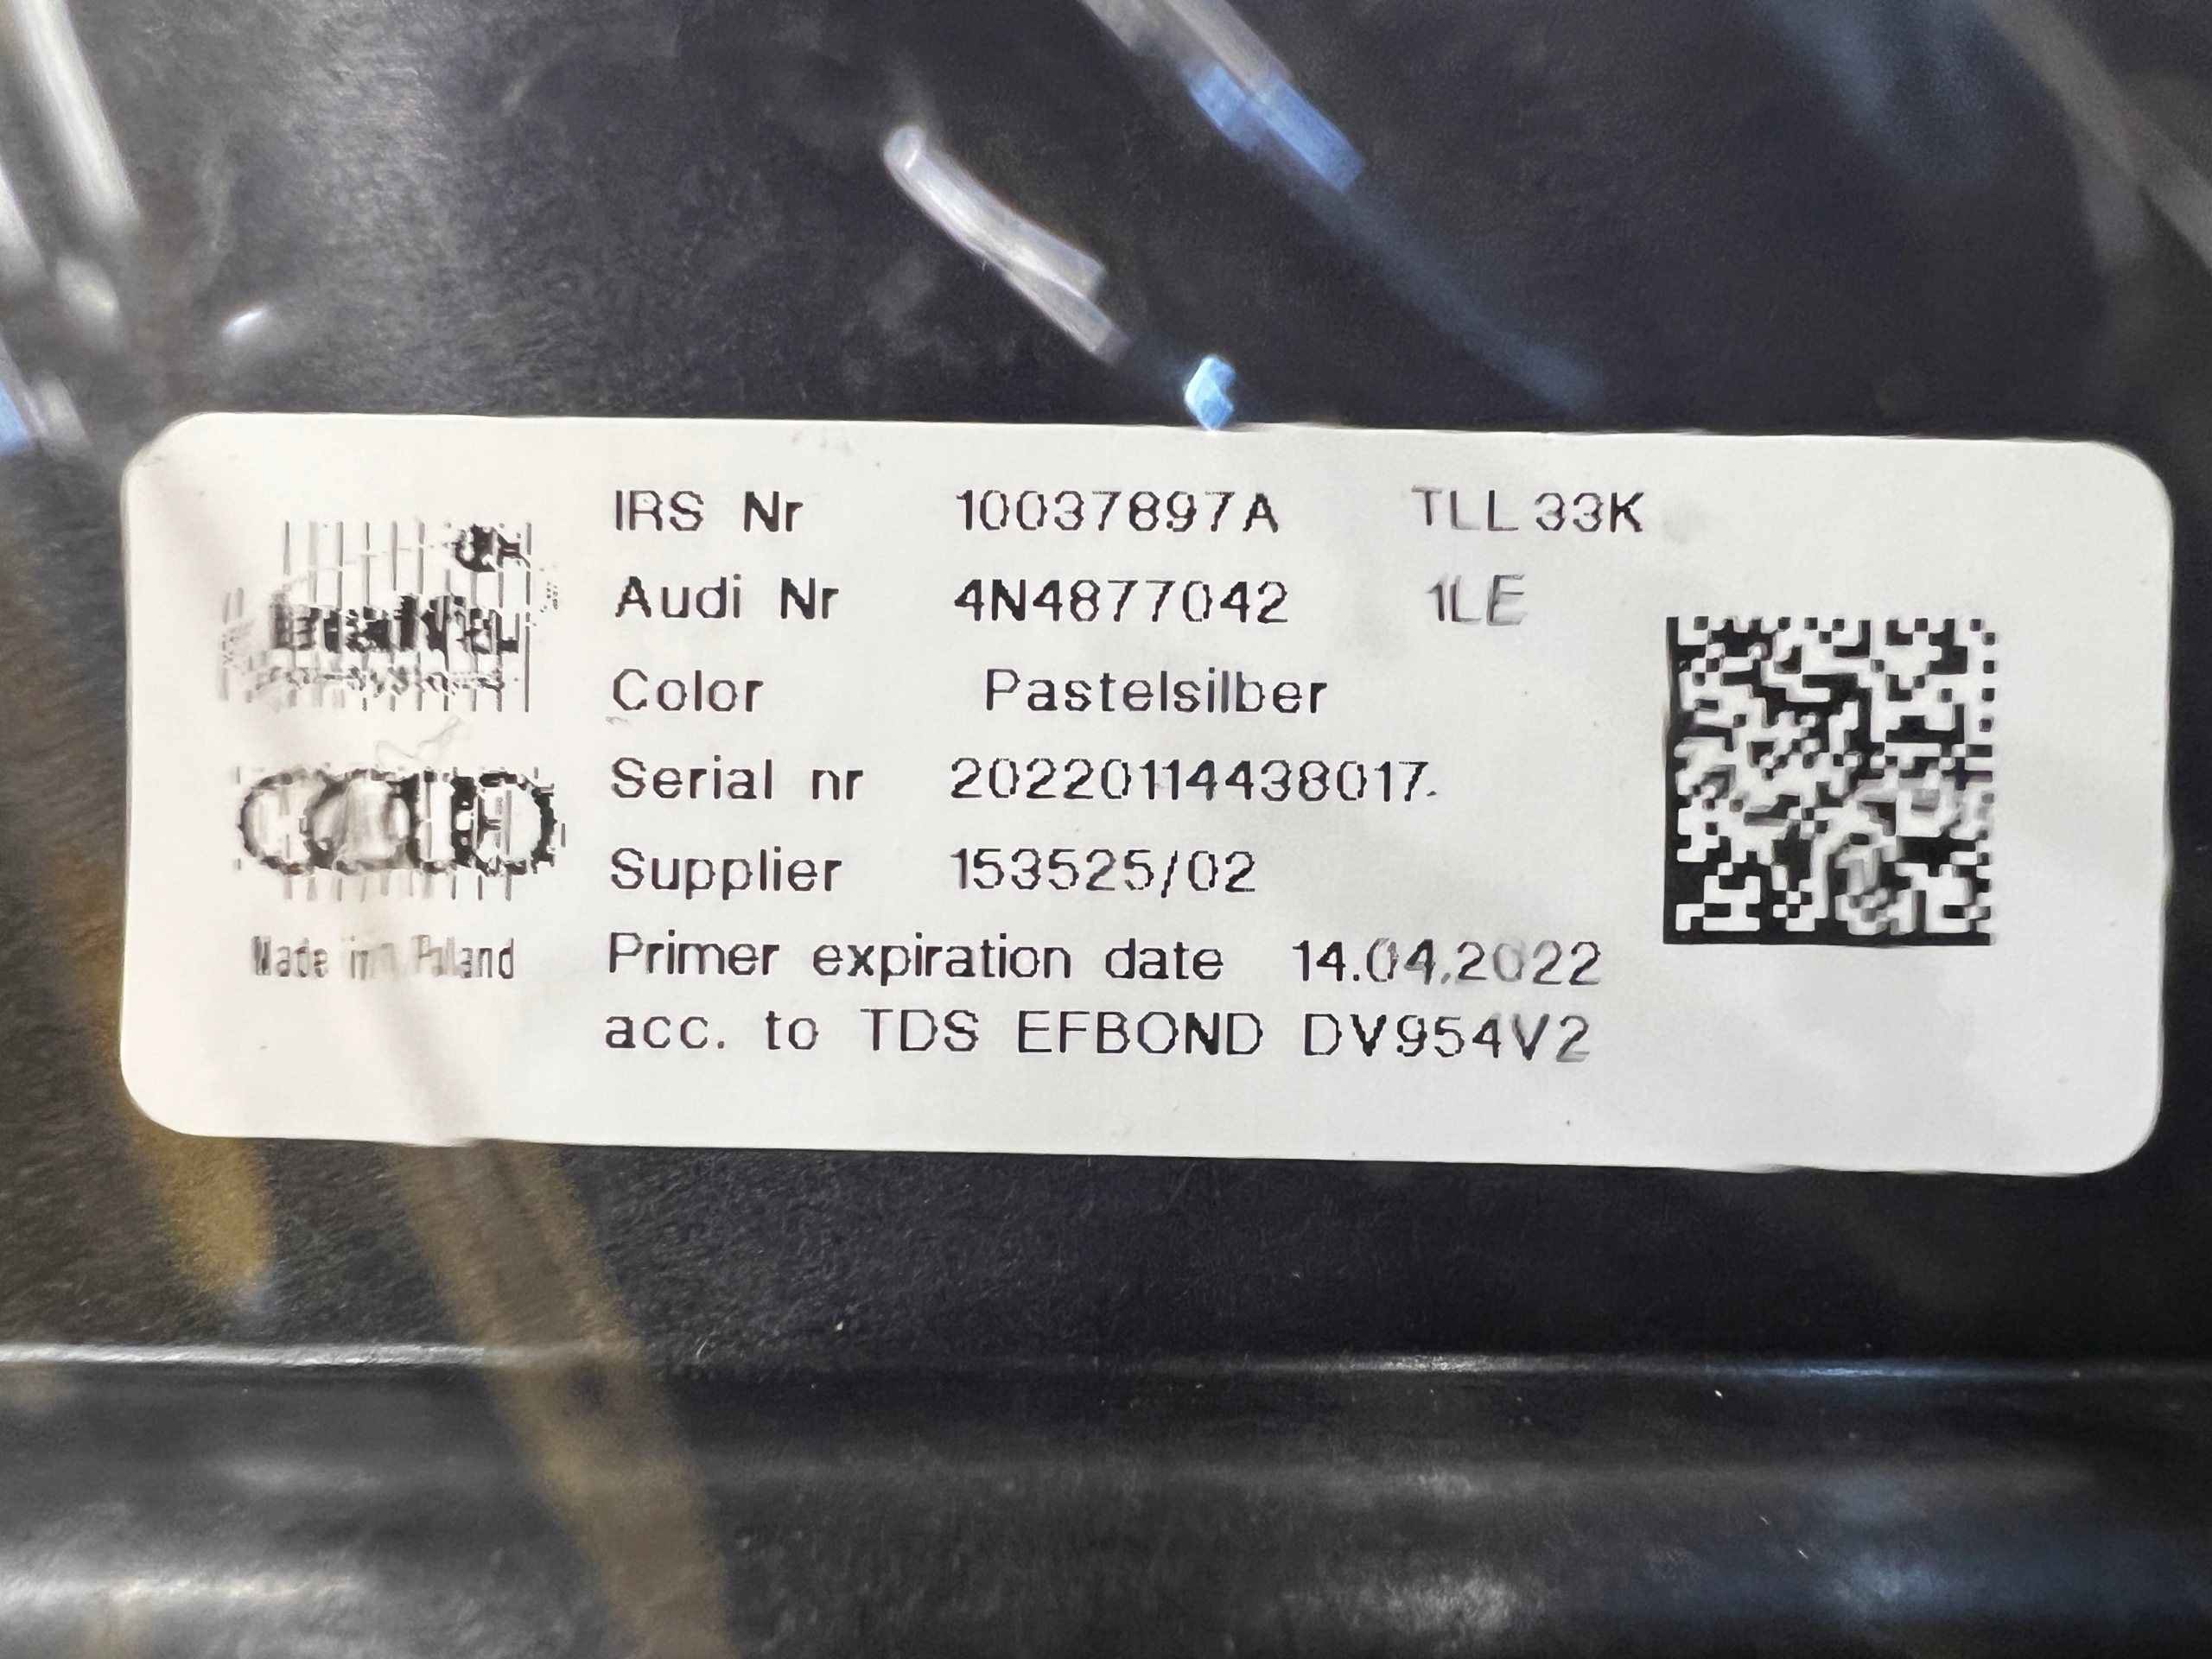 IRS Nr 10037897A TLL 33K
Audi Nr 4N4877042 1LE
Color Pastelsilber
Serial nr 20220114438017
Supplier 153525/02
Made in Poland
Primer expiration date 14.04.2022
acc. to TDS EFBOND DV954V2